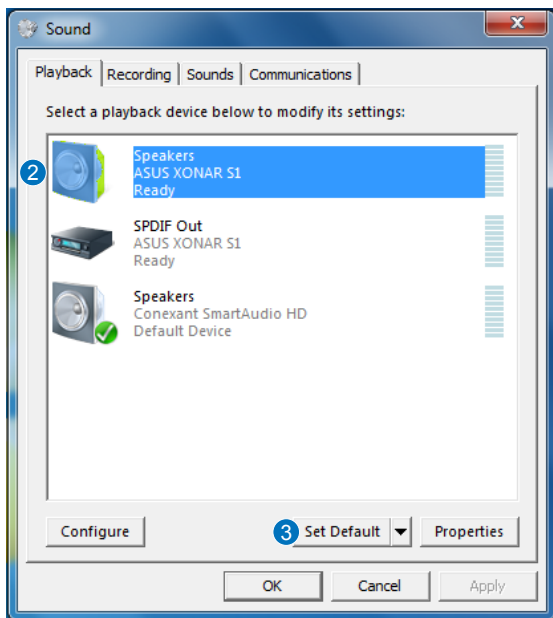 Sound
Playback Recording Sounds Communications
Select a playback device below to modify its settings:
2
Speakers
ASUS XONAR S1
Ready
SPDIF Out
ASUS XONAR S1
Ready
Speakers
Conexant SmartAudio HD
Default Device
Configure 3 Set Default Properties
OK Cancel Apply